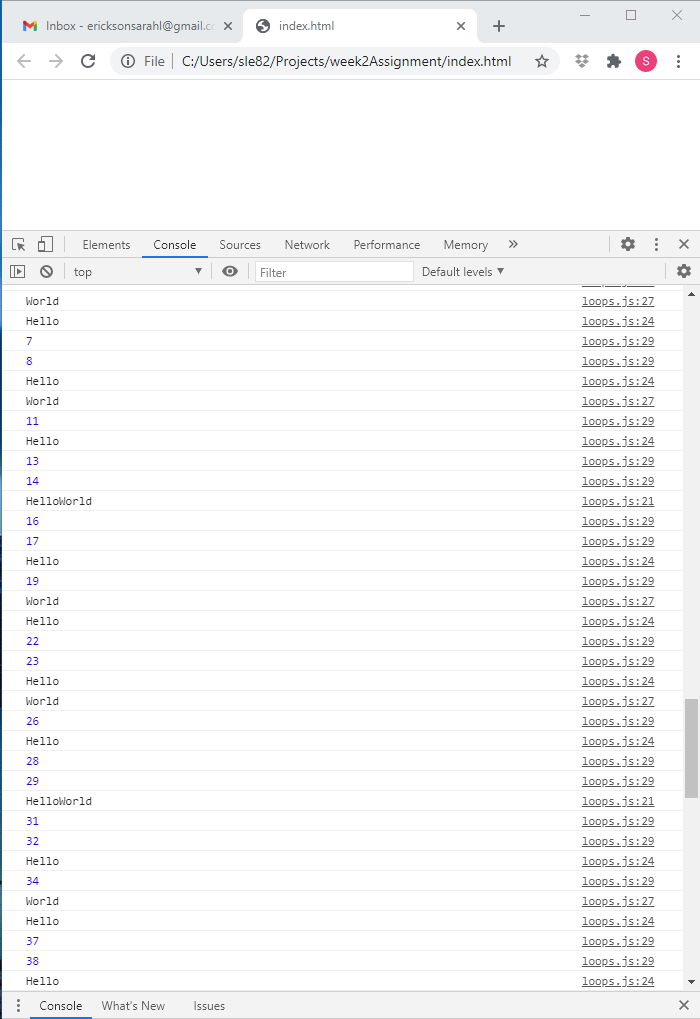 Inbox - ericksonsarahl@gmail.co
index.html
File C:/Users/sle82/Projects/week2Assignment/index.html S
Elements Console Sources Network Performance Memory »
top Filter Default levels
World loops.js:27
Hello loops.js:24
7 loops.js:29
8 loops.js:29
Hello loops.js:24
World loops.js:27
11 loops.js:29
Hello loops.js:24
13 loops.js:29
14 loops.js:29
HelloWorld loops.js:21
16 loops.js:29
17 loops.js:29
Hello loops.js:24
19 loops.js:29
World loops.js:27
Hello loops.js:24
22 loops.js:29
23 loops.js:29
Hello loops.js:24
World loops.js:27
26 loops.js:29
Hello loops.js:24
28 loops.js:29
29 loops.js:29
HelloWorld loops.js:21
31 loops.js:29
32 loops.js:29
Hello loops.js:24
34 loops.js:29
World loops.js:27
Hello loops.js:24
37 loops.js:29
38 loops.js:29
Hello loops.js:24
Console What's New Issues